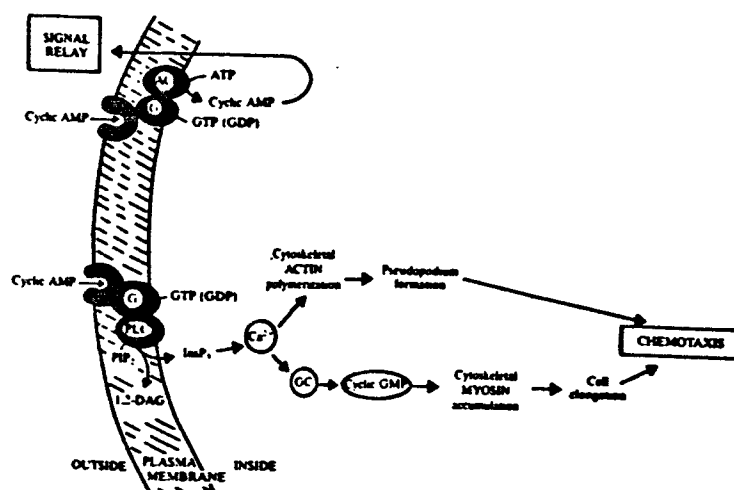 SIGNAL
RELAY
ATP
AC
Cyclic AMP
Cyclic AMP
G
GTP (GDP)
Cytoskeletal
ACTIN
polymerization
Pseudopodium
formation
Cyclic AMP
G
GTP (GDP)
PLC
Ca²⁺
CHEMOTAXIS
PIP₂
InsP₃
GC
Cyclic GMP
Cytoskeletal
MYOSIN
accumulation
Cell
elongation
1,2-DAG
OUTSIDE PLASMA INSIDE
MEMBRANE